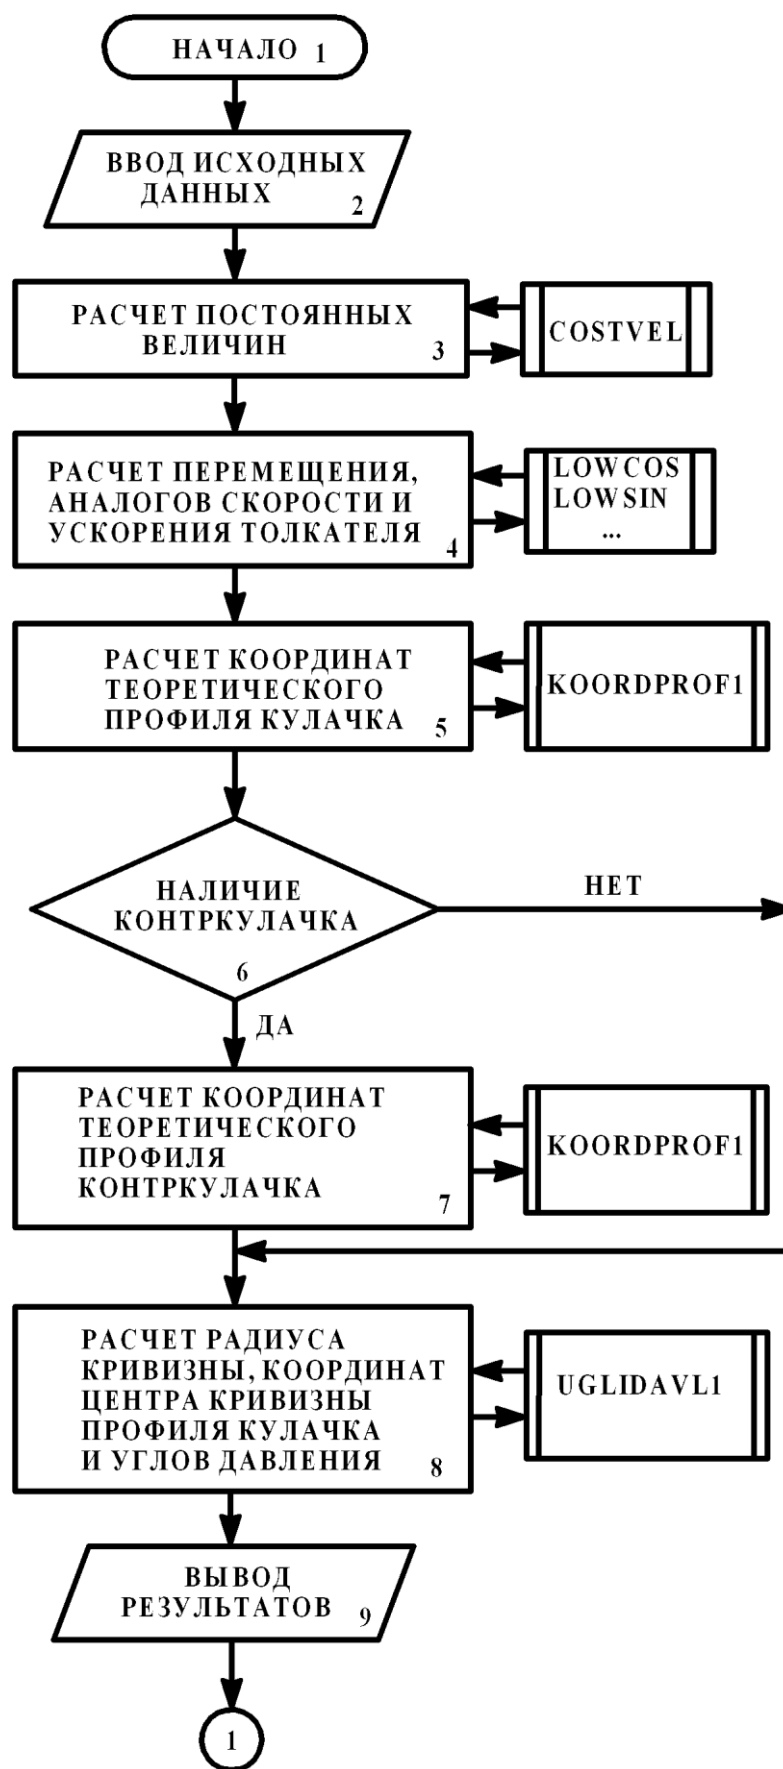 НАЧАЛО 1
ВВОД ИСХОДНЫХ
ДАННЫХ 2
РАСЧЕТ ПОСТОЯННЫХ
ВЕЛИЧИН 3
COSTVEL
РАСЧЕТ ПЕРЕМЕЩЕНИЯ,
АНАЛОГОВ СКОРОСТИ И
УСКОРЕНИЯ ТОЛКАТЕЛЯ 4
LOWCOS
LOWSIN
...
РАСЧЕТ КООРДИНАТ
ТЕОРЕТИЧЕСКОГО
ПРОФИЛЯ КУЛАЧКА 5
KOORDPROF1
НАЛИЧИЕ
КОНТРКУЛАЧКА
6
НЕТ
ДА
РАСЧЕТ КООРДИНАТ
ТЕОРЕТИЧЕСКОГО
ПРОФИЛЯ
КОНТРКУЛАЧКА 7
KOORDPROF1
РАСЧЕТ РАДИУСА
КРИВИЗНЫ, КООРДИНАТ
ЦЕНТРА КРИВИЗНЫ
ПРОФИЛЯ КУЛАЧКА
И УГЛОВ ДАВЛЕНИЯ 8
UGLIDAVL1
ВЫВОД
РЕЗУЛЬТАТОВ 9
1